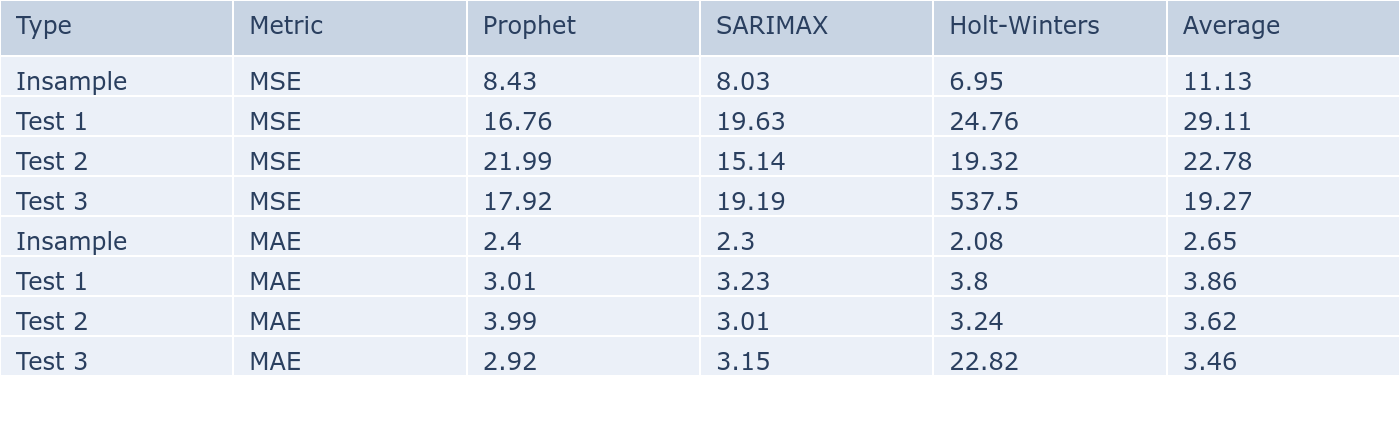 Type Metric Prophet SARIMAX Holt-Winters Average
Insample MSE 8.43 8.03 6.95 11.13
Test 1 MSE 16.76 19.63 24.76 29.11
Test 2 MSE 21.99 15.14 19.32 22.78
Test 3 MSE 17.92 19.19 537.5 19.27
Insample MAE 2.4 2.3 2.08 2.65
Test 1 MAE 3.01 3.23 3.8 3.86
Test 2 MAE 3.99 3.01 3.24 3.62
Test 3 MAE 2.92 3.15 22.82 3.46